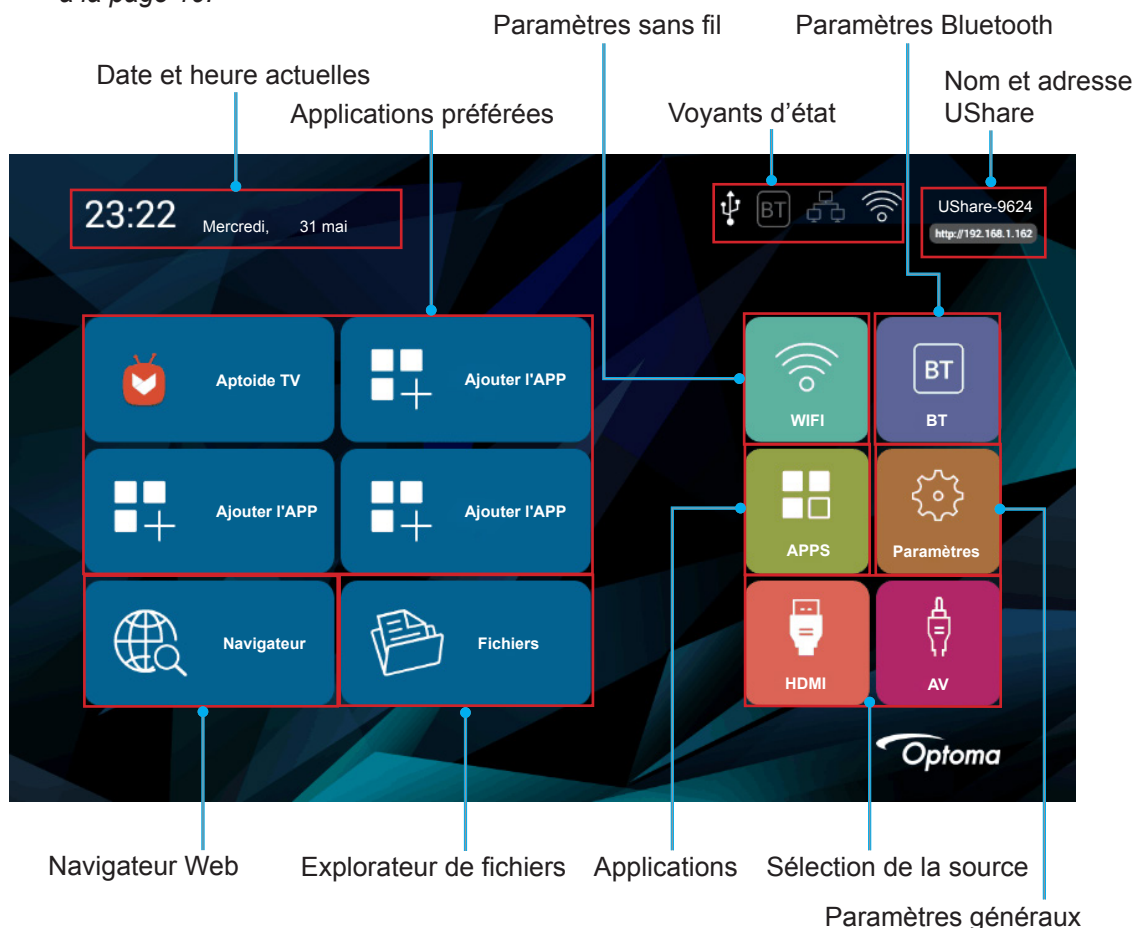 à la page 16.
Paramètres sans fil
Paramètres Bluetooth
Date et heure actuelles
Nom et adresse
UShare
Applications préférées
Voyants d’état
23:22 Mercredi, 31 mai
BT
UShare-9624
http://192.168.1.162
Aptoide TV
Ajouter l'APP
WIFI
BT
BT
Ajouter l'APP
Ajouter l'APP
APPS
Paramètres
Navigateur
Fichiers
HDMI
AV
Optoma
Navigateur Web
Explorateur de fichiers
Applications
Sélection de la source
Paramètres généraux